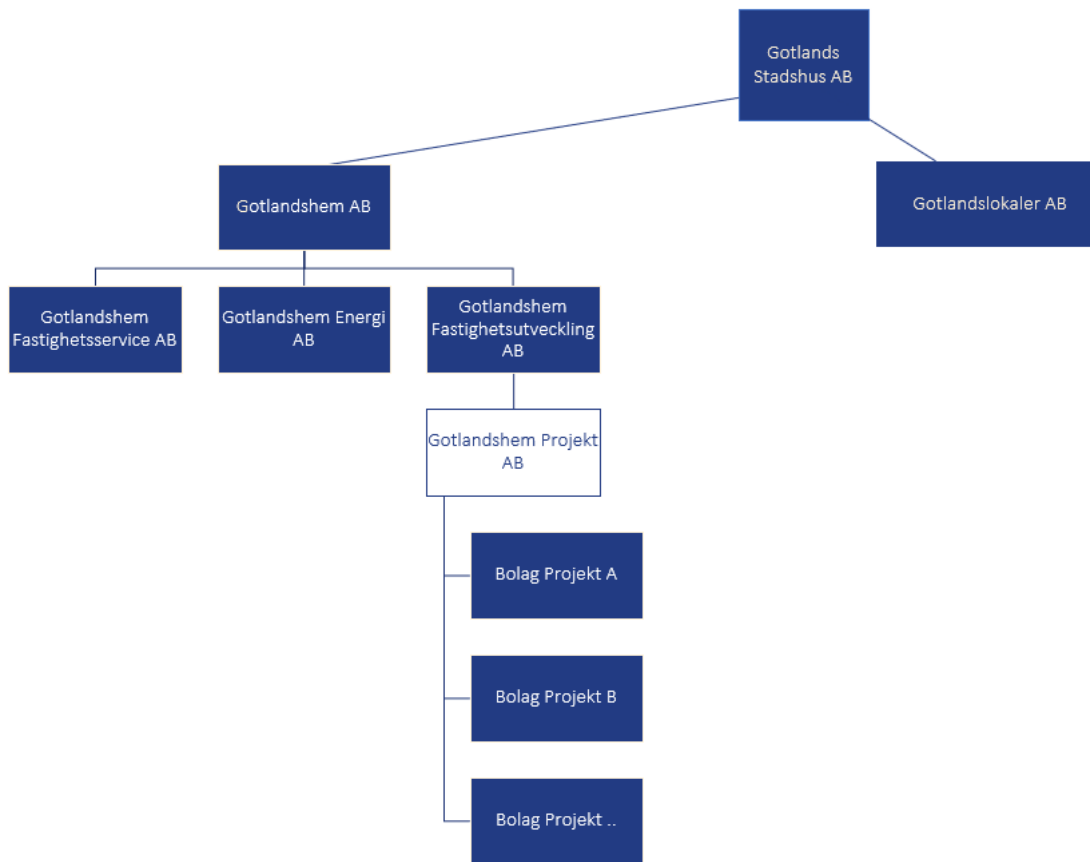 Gotlands
Stadshus AB
Gotlandshem AB
Gotlandslokaler AB
Gotlandshem
Fastighetsservice AB
Gotlandshem Energi
AB
Gotlandshem
Fastighetsutveckling
AB
Gotlandshem Projekt
AB
Bolag Projekt A
Bolag Projekt B
Bolag Projekt ..